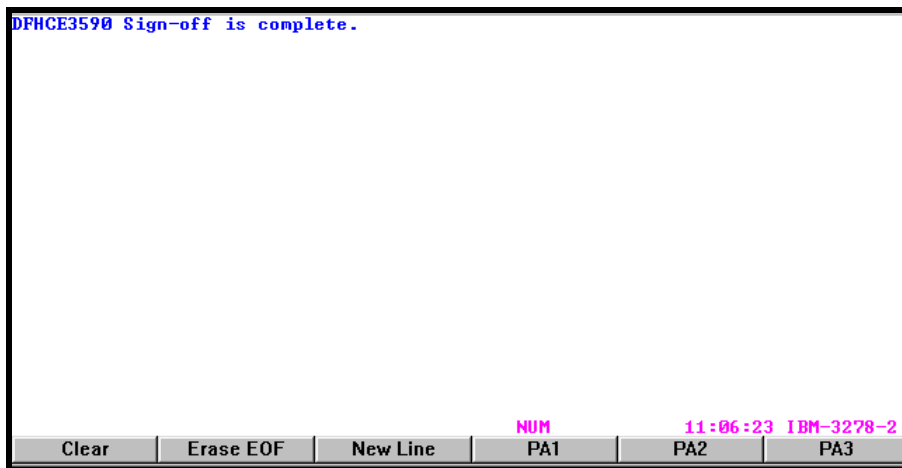 DFHCE3590 Sign-off is complete.
NUM 11:06:23 IBM-3278-2
Clear Erase EOF New Line PA1 PA2 PA3